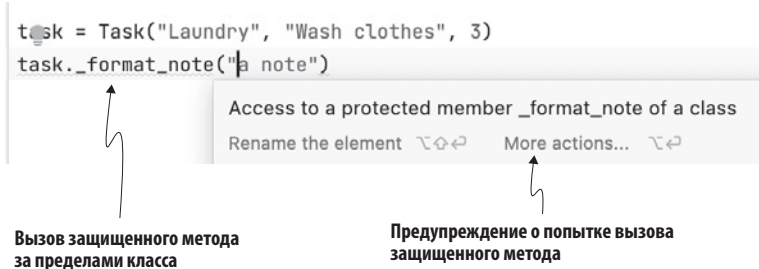 task = Task("Laundry", "Wash clothes", 3)
task._format_note("a note")
Access to a protected member _format_note of a class
Rename the element ⌥⇧⏎ More actions... ⌥⏎
Вызов защищенного метода
за пределами класса
Предупреждение о попытке вызова
защищенного метода